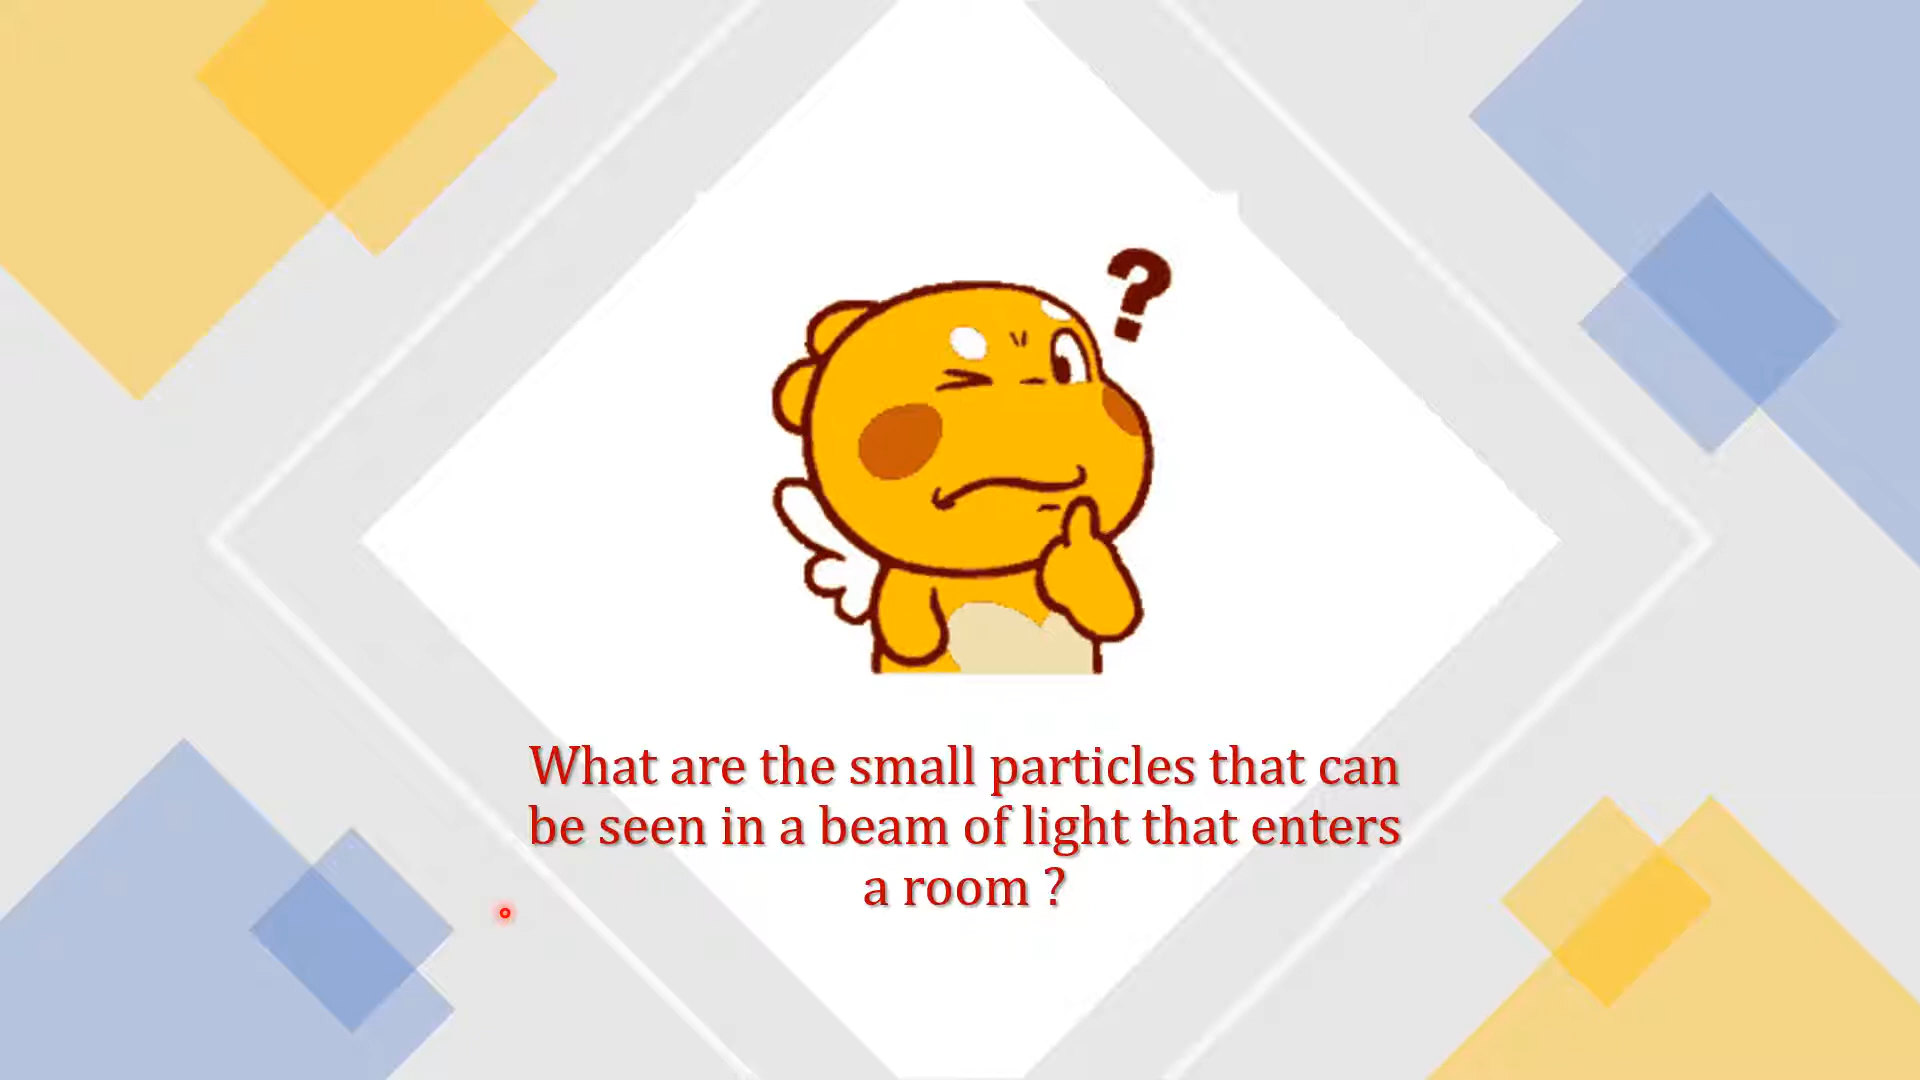 ?
What are the small particles that can
be seen in a beam of light that enters
a room ?